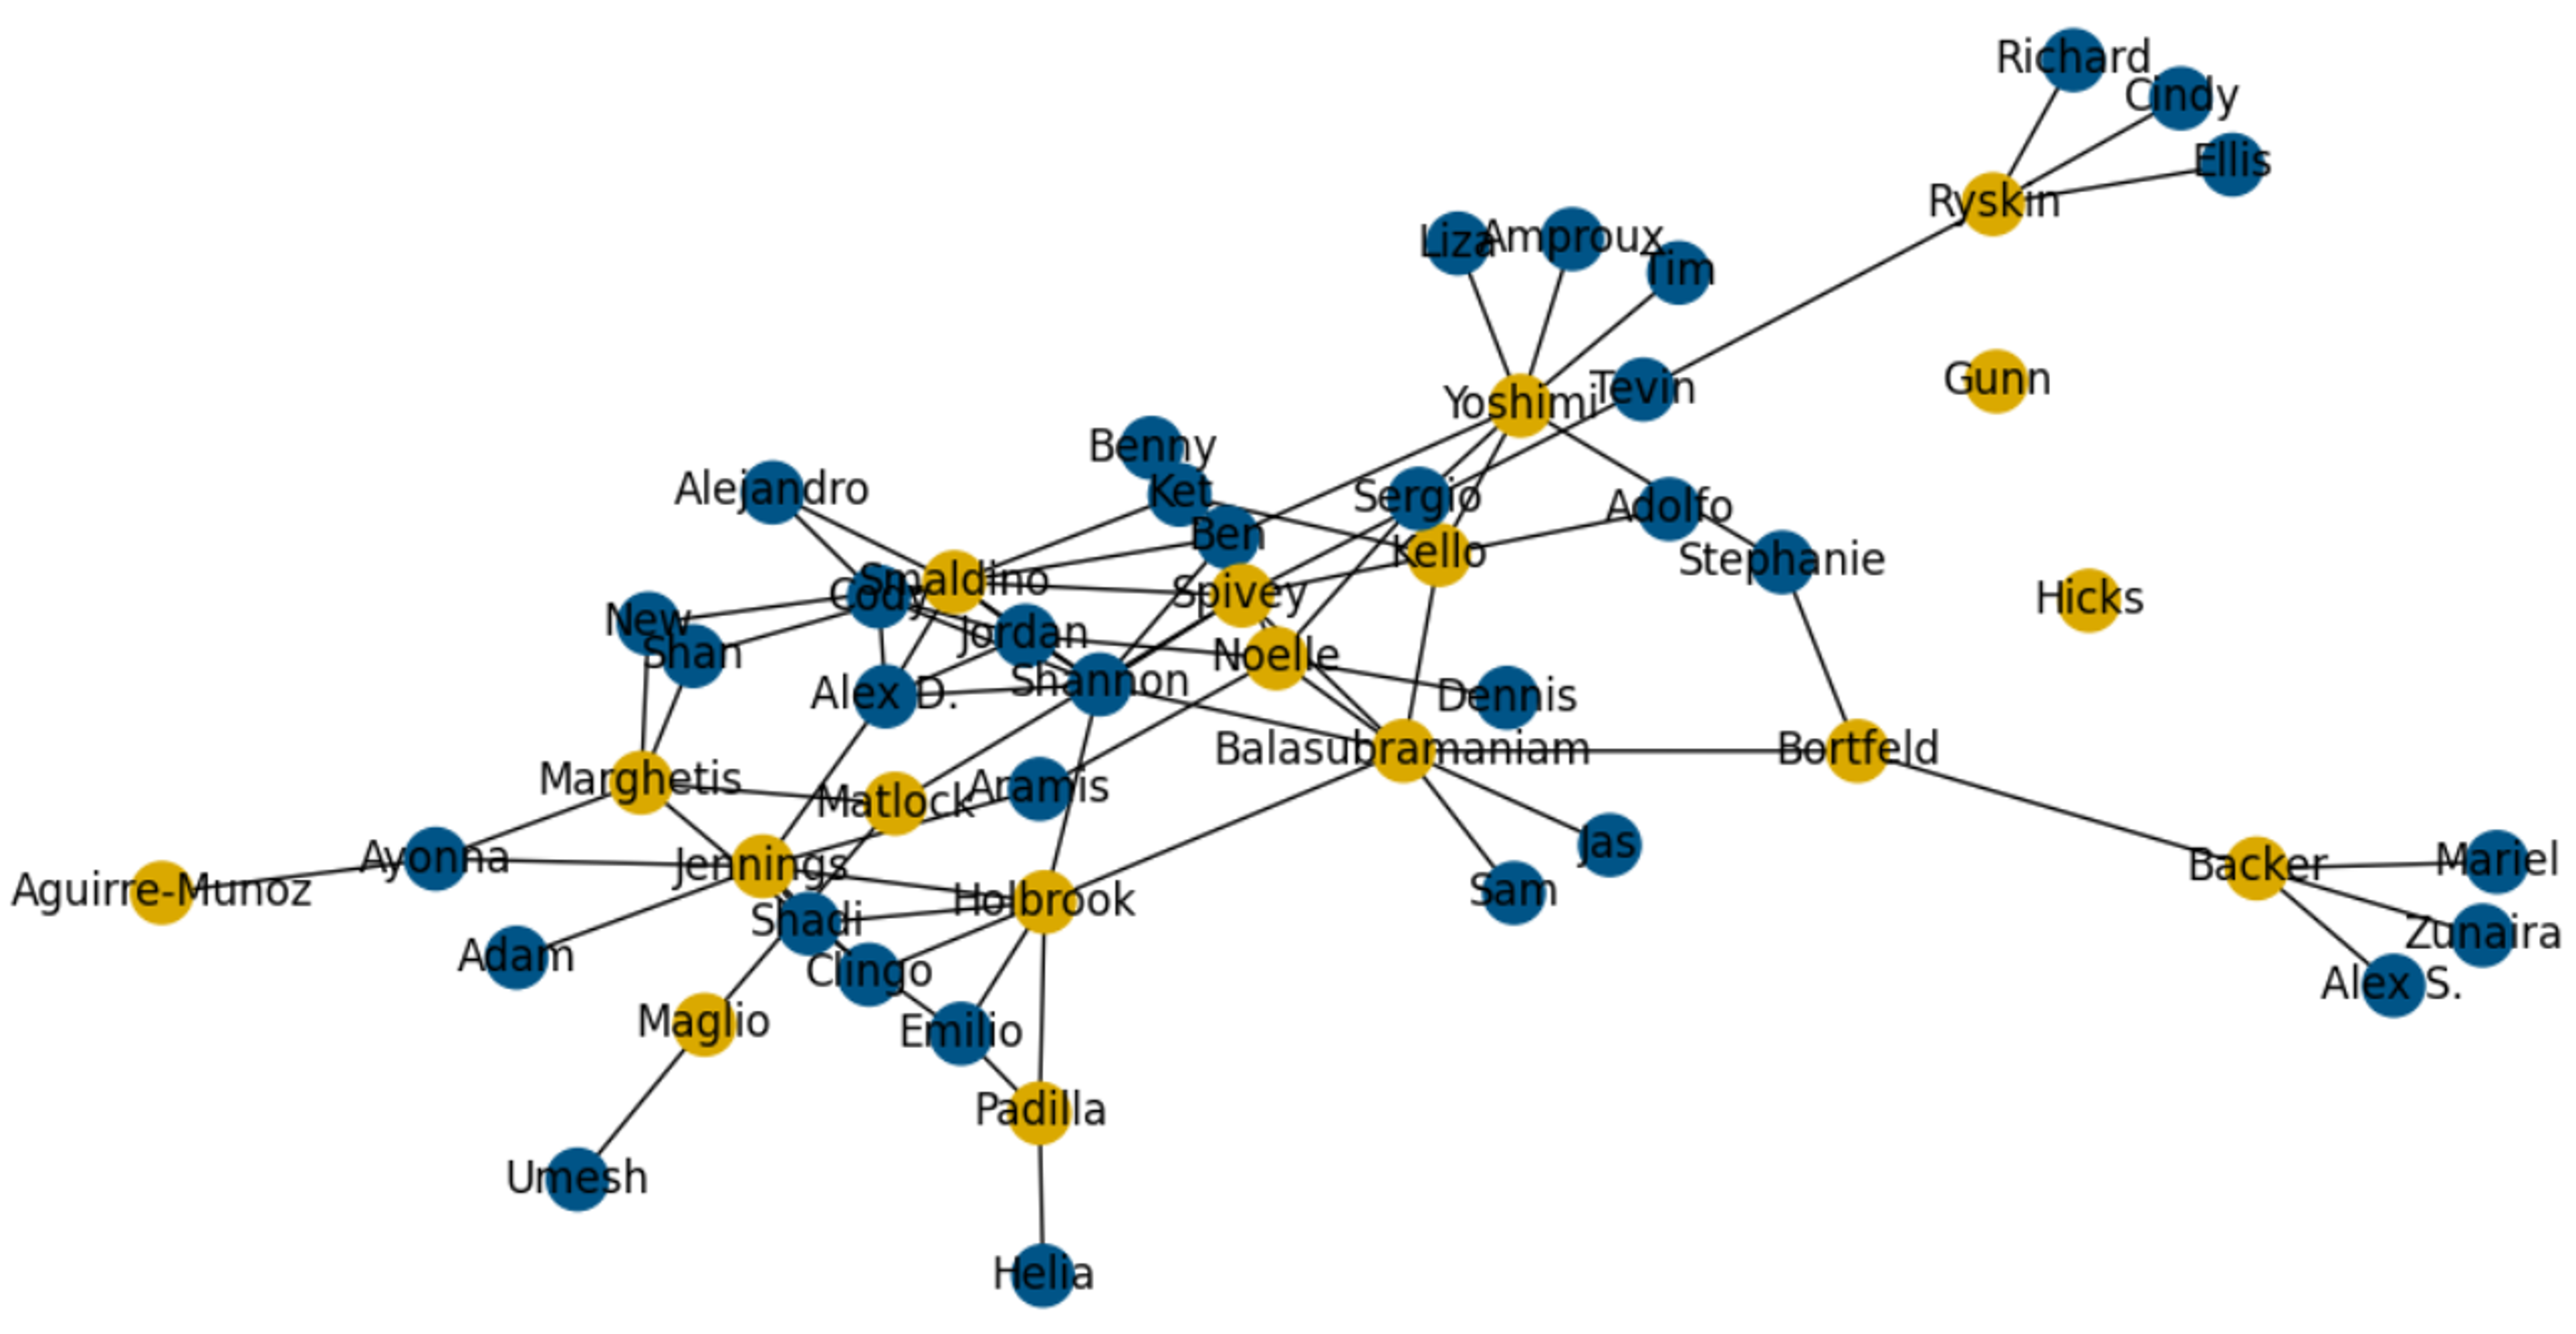 Richard
Cindy
Ellis
Ryskin
Liza
Amproux
Tim
Gunn
Yoshimi
Tevin
Benny
Alejandro
Ket
Sergio
Adolfo
Ben
Kello
Stephanie
Smaldino
Cody
Spivey
Hicks
New
Jordan
Shan
Noelle
Shannon
Alex D.
Dennis
Balasubramaniam
Bortfeld
Marghetis
Matlock
Aramis
Jas
Ayonna
Jennings
Backer
Mariel
Aguirre-Munoz
Sam
Holbrook
Shadi
Zunaira
Adam
Clingo
Alex S.
Maglio
Emilio
Padilla
Umesh
Helia